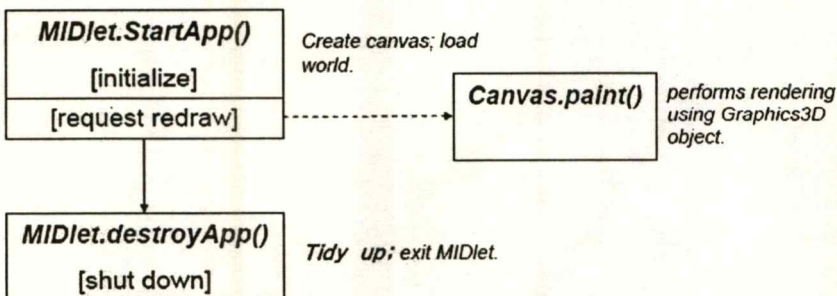 MIDlet.StartApp()
[initialize]
[request redraw]
Create canvas; load
world.
Canvas.paint()
performs rendering
using Graphics3D
object.
MIDlet.destroyApp()
[shut down]
Tidy up; exit MIDlet.